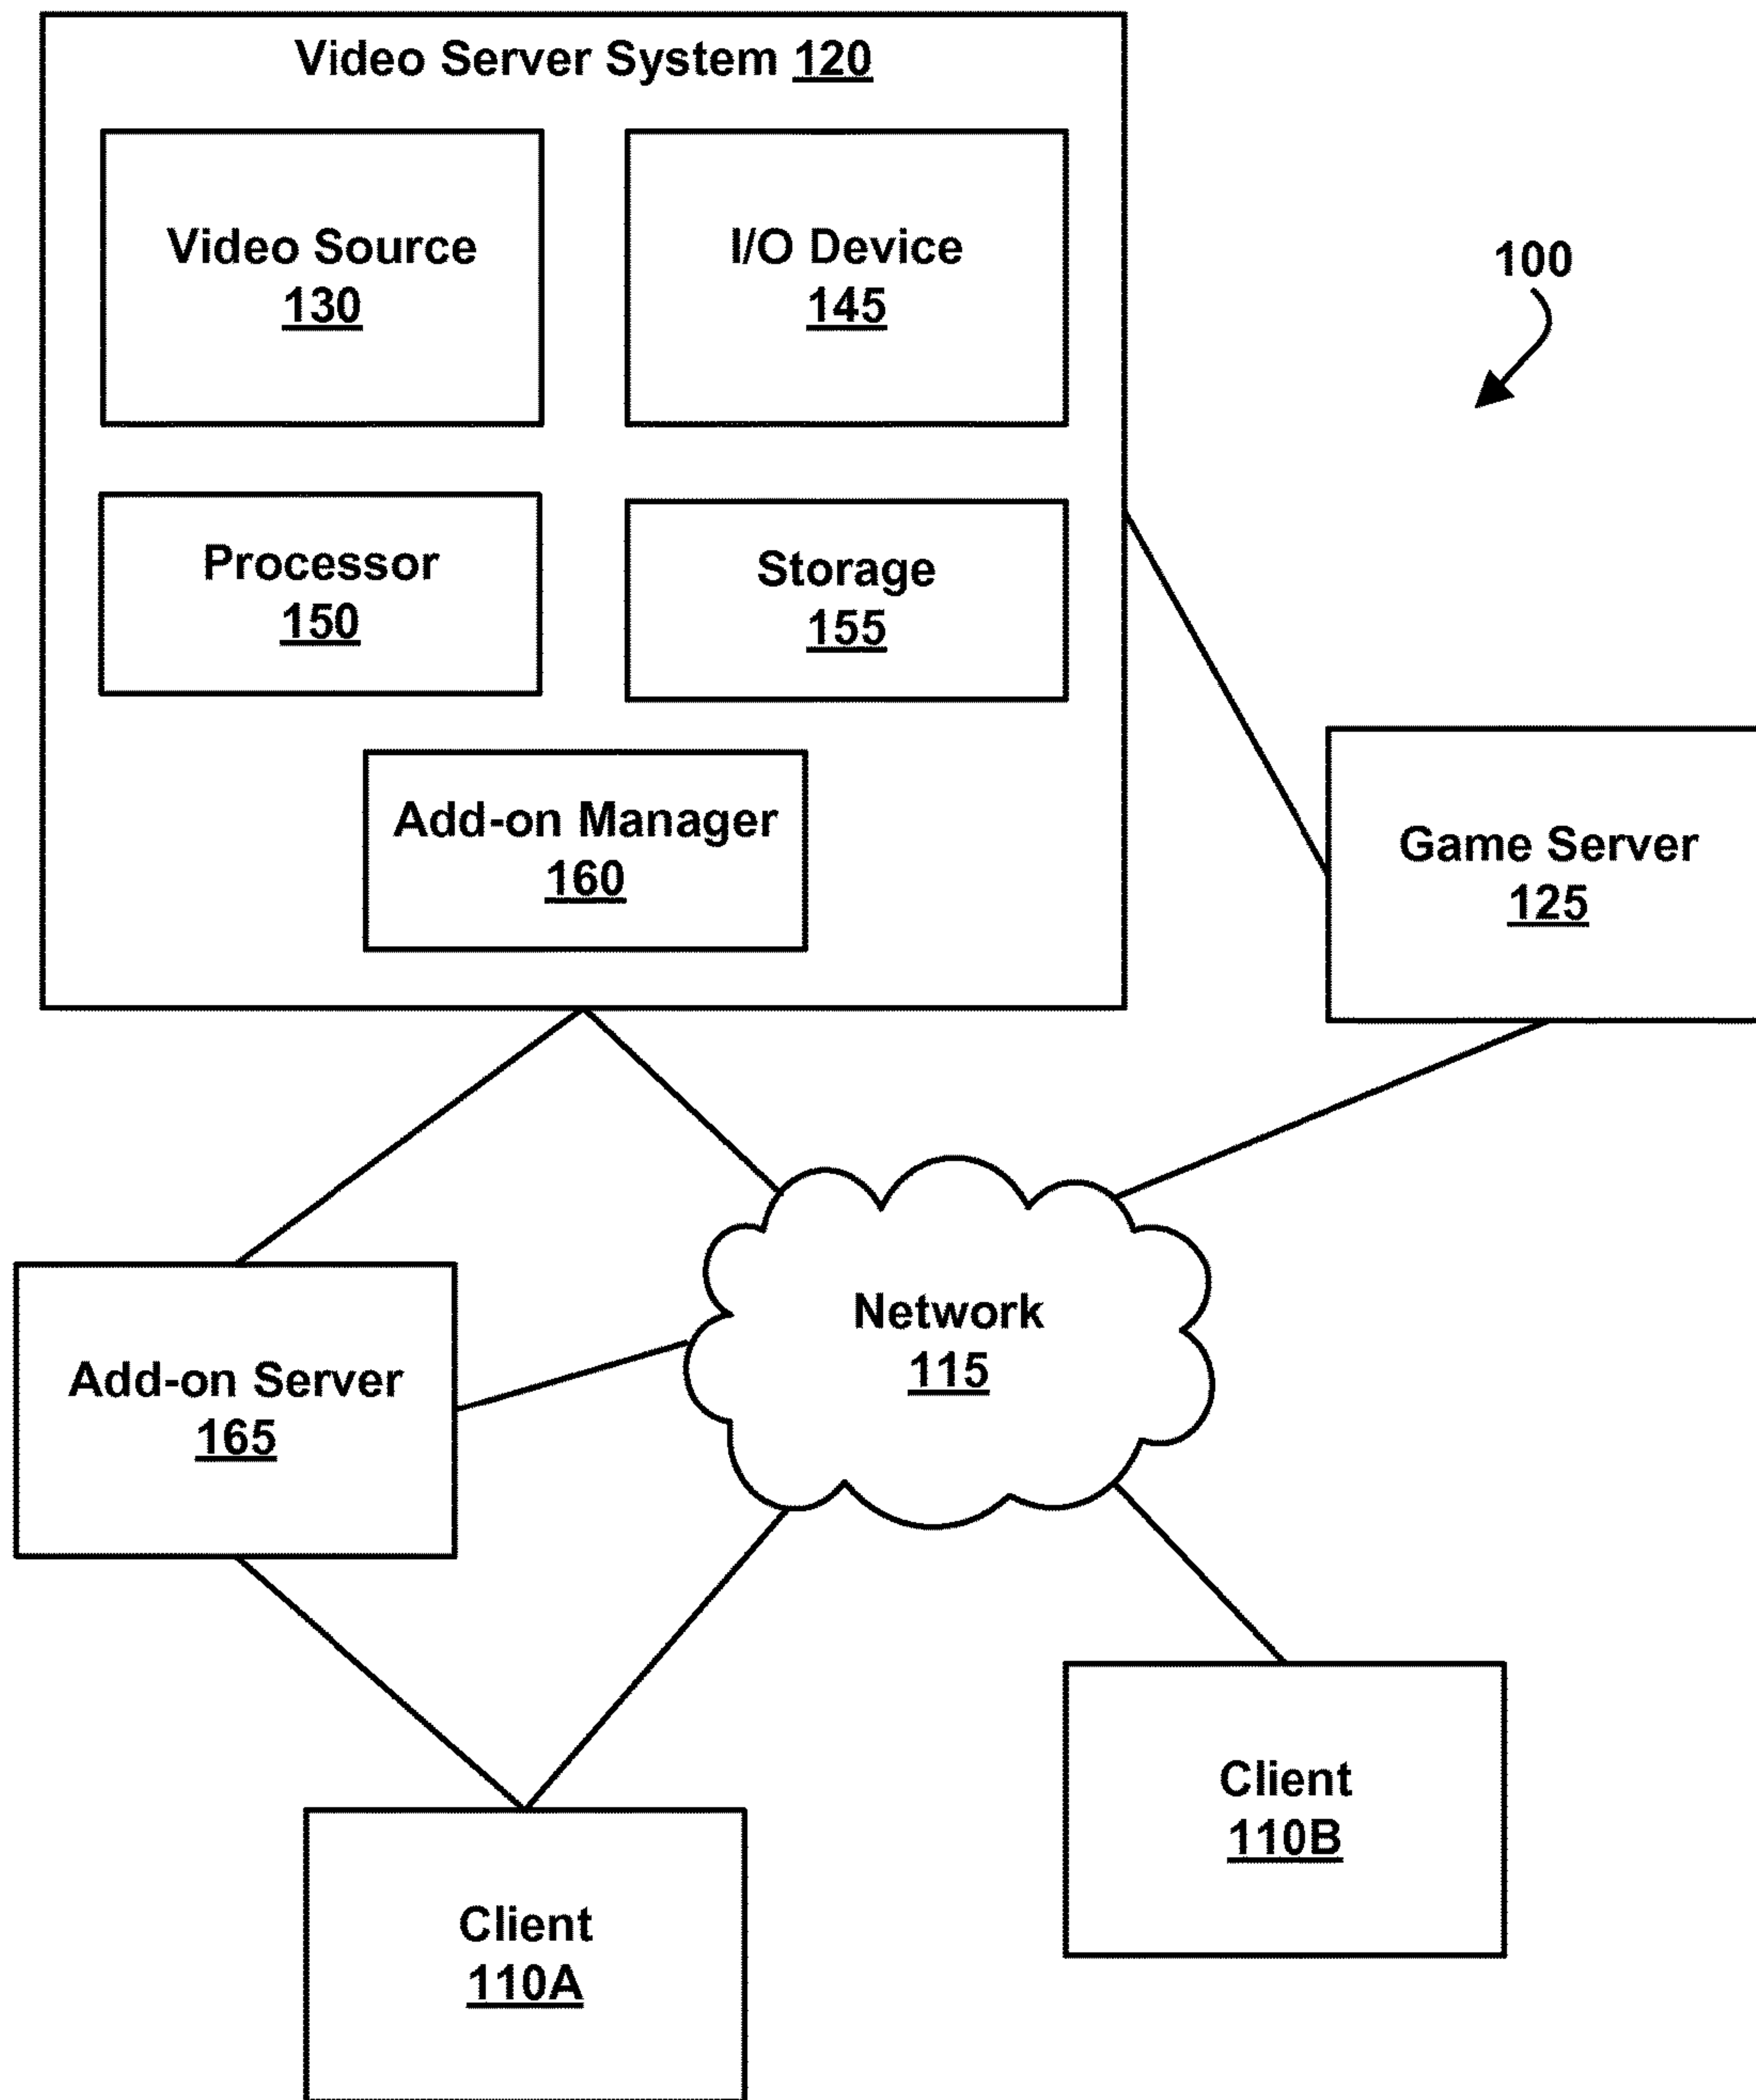 Video Server System 120
Video Source
130
I/O Device
145
100
Processor
150
Storage
155
Add-on Manager
160
Game Server
125
Network
115
Add-on Server
165
Client
110B
Client
110A